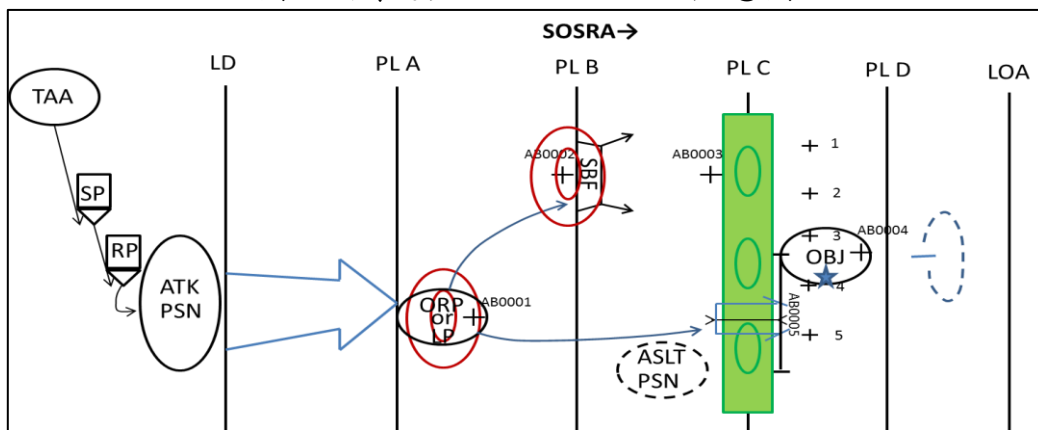 SOSRA→
LD
PL A
PL B
PL C
PL D
LOA
TAA
SP
RP
ATK
PSN
ORP
or
LP
AB0001
AB0002
SBF
AB0003
1
2
3
AB0004
OBJ
4
AB0005
5
ASLT
PSN